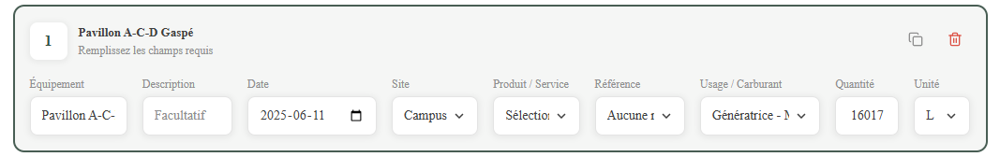 1
Pavillon A-C-D Gaspé
Remplissez les champs requis
Équipement Description Date Site Produit / Service Référence Usage / Carburant Quantité Unité
Pavillon A-C- Facultatif 2025-06-11 Campus Sélection Aucune r Génératrice - M 16017 L